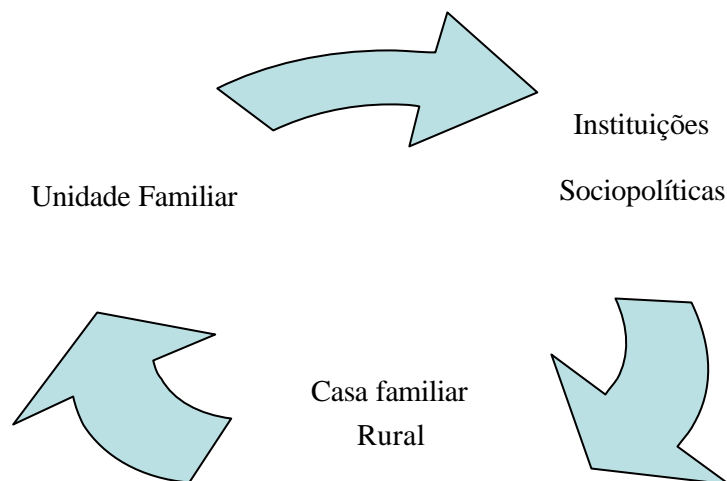 Unidade Familiar
Instituições
Sociopolíticas
Casa familiar
Rural